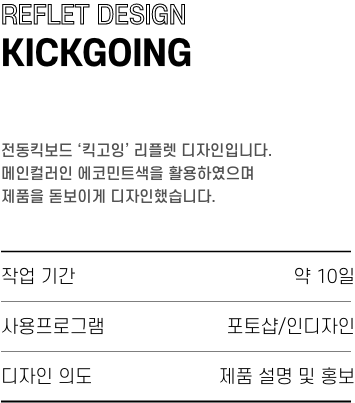 REFLET DESIGN
KICKGOING
전동킥보드 ‘킥고잉’ 리플렛 디자인입니다.
메인컬러인 에코민트색을 활용하였으며
제품을 돋보이게 디자인했습니다.
작업 기간 약 10일
사용프로그램 포토샵/인디자인
디자인 의도 제품 설명 및 홍보